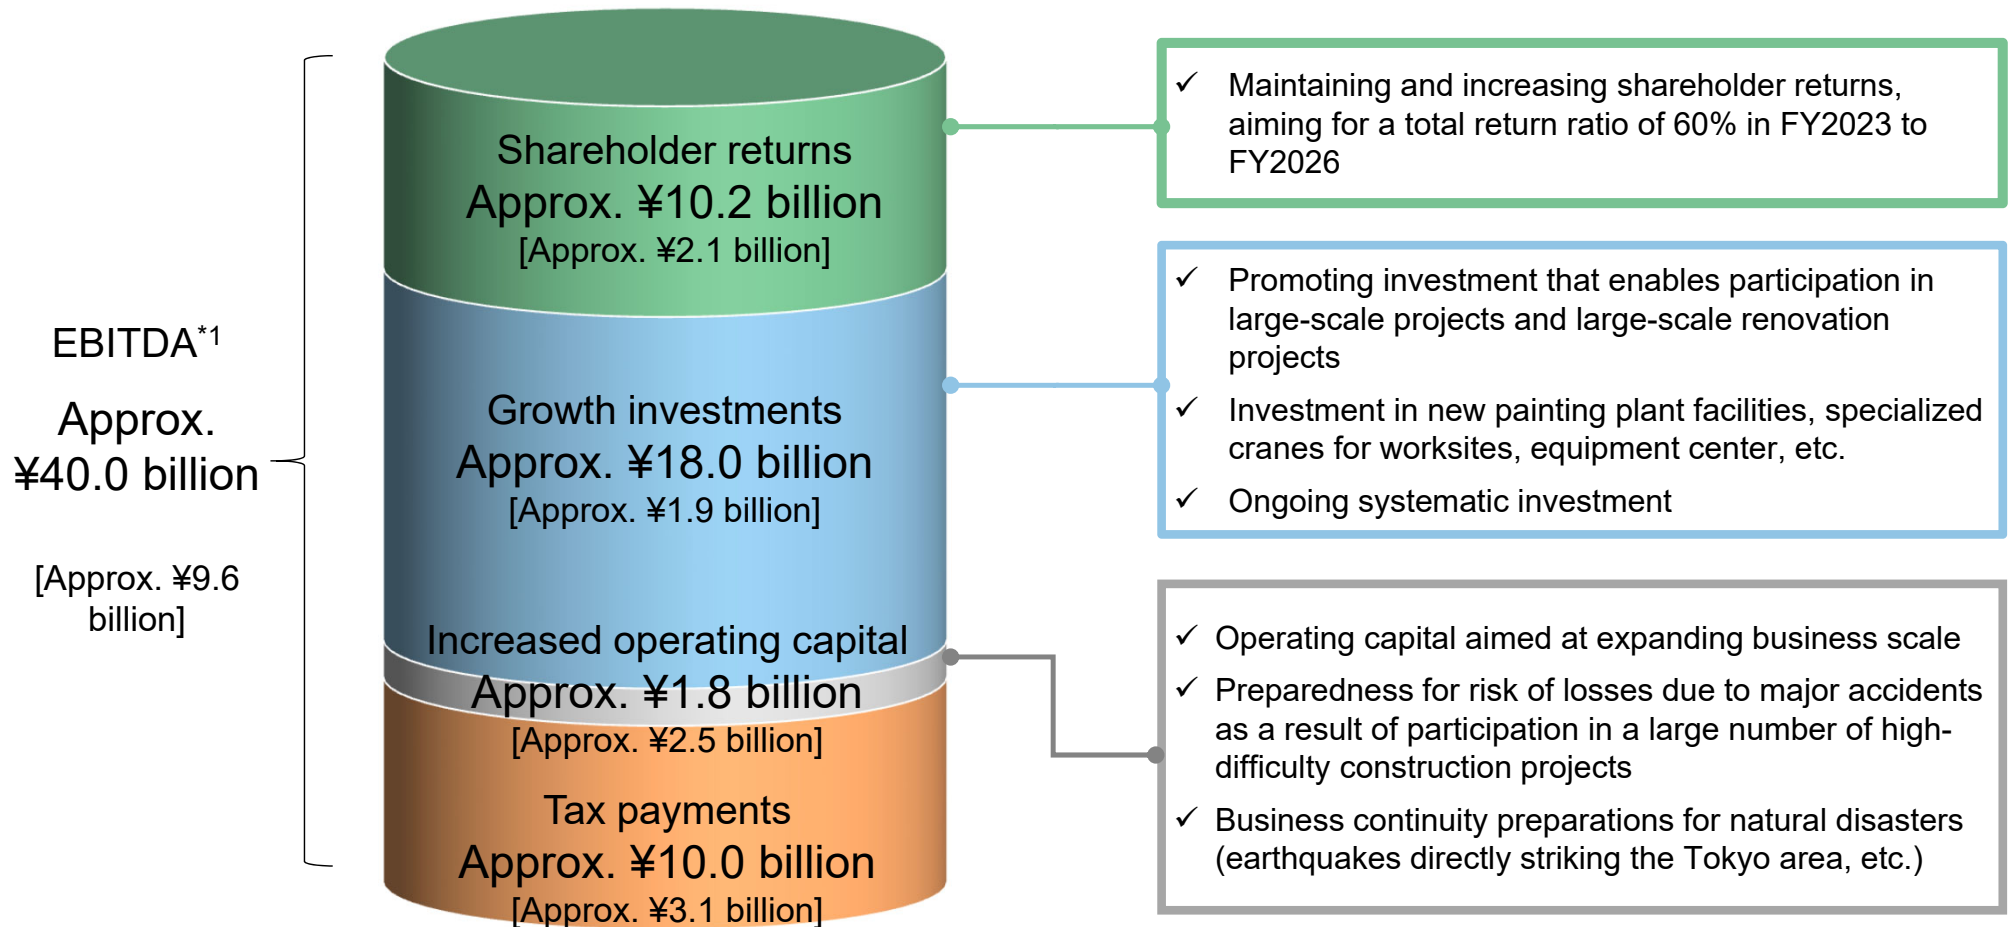 EBITDA*1
Approx.
¥40.0 billion
[Approx. ¥9.6
billion]
Shareholder returns
Approx. ¥10.2 billion
[Approx. ¥2.1 billion]
Growth investments
Approx. ¥18.0 billion
[Approx. ¥1.9 billion]
Increased operating capital
Approx. ¥1.8 billion
[Approx. ¥2.5 billion]
Tax payments
Approx. ¥10.0 billion
[Approx. ¥3.1 billion]
✓ Maintaining and increasing shareholder returns,
aiming for a total return ratio of 60% in FY2023 to
FY2026
✓ Promoting investment that enables participation in
large-scale projects and large-scale renovation
projects
✓ Investment in new painting plant facilities, specialized
cranes for worksites, equipment center, etc.
✓ Ongoing systematic investment
✓ Operating capital aimed at expanding business scale
✓ Preparedness for risk of losses due to major accidents
as a result of participation in a large number of high-
difficulty construction projects
✓ Business continuity preparations for natural disasters
(earthquakes directly striking the Tokyo area, etc.)